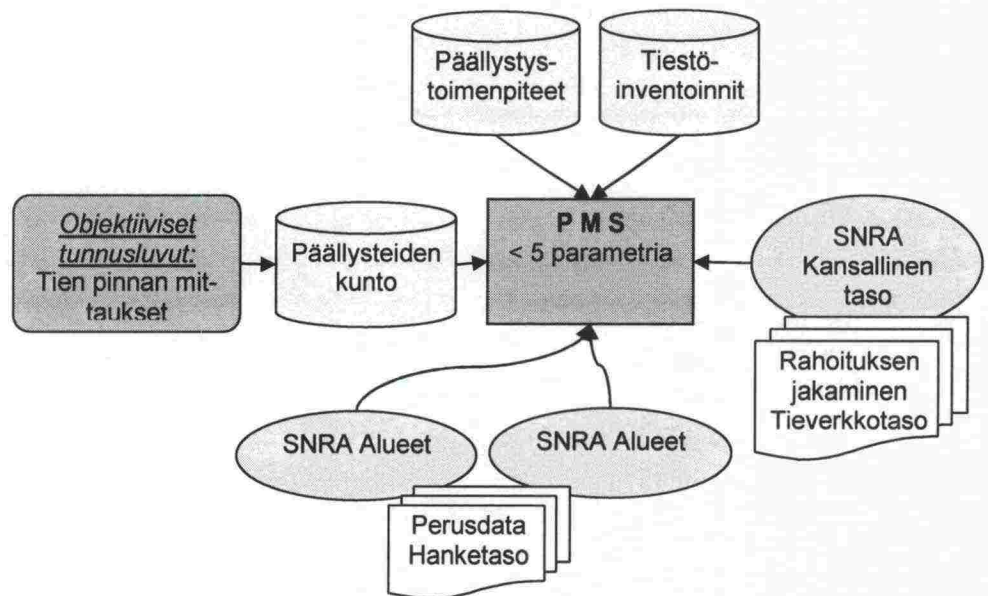 Päällystys-
toimenpiteet
Tiestö-
inventoinnit
Objektiiviset
tunnusluvut:
Tien pinnan mit-
taukset
Päällysteiden
kunto
P M S
< 5 parametria
SNRA
Kansallinen
taso
Rahoituksen
jakaminen
Tieverkkotaso
SNRA Alueet
SNRA Alueet
Perusdata
Hanketaso